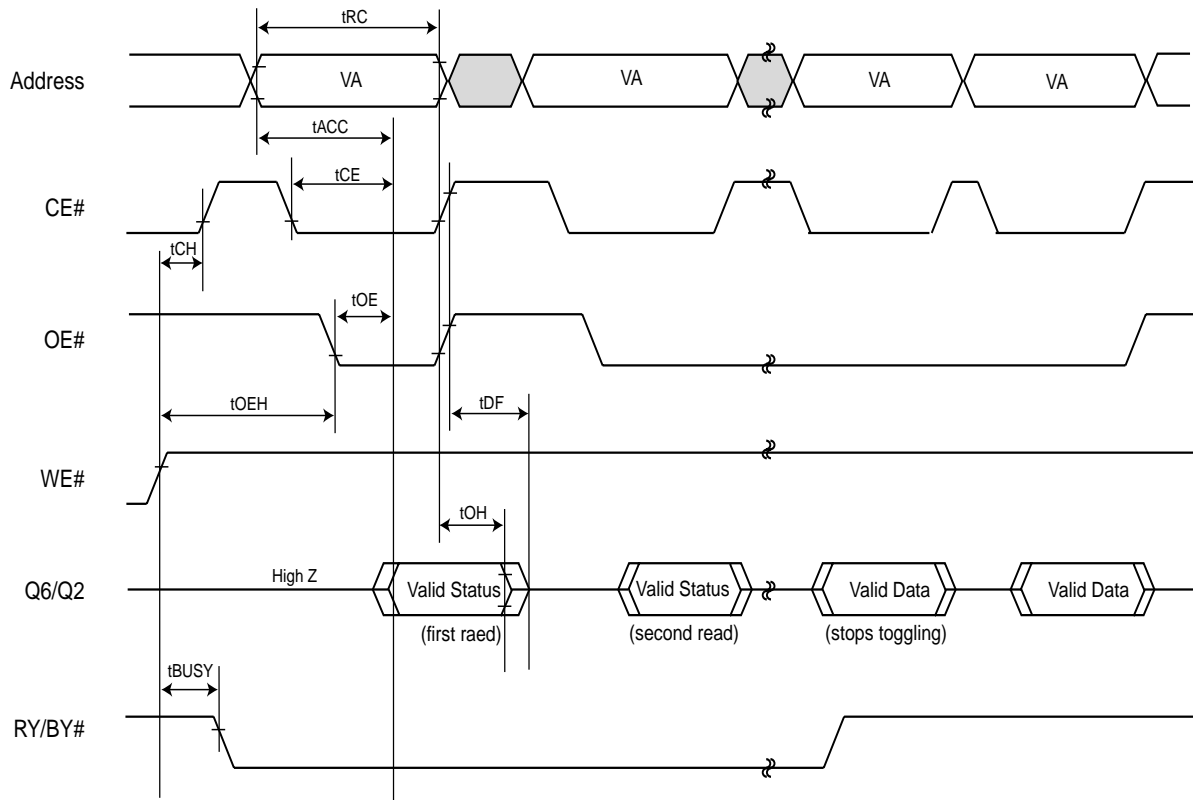 tRC
Address
VA
VA
VA
VA
tACC
tCE
CE#
tCH
tOE
OE#
tOEH
tDF
WE#
tOH
High Z
Q6/Q2
Valid Status
Valid Status
Valid Data
Valid Data
(first raed)
(second read)
(stops toggling)
tBUSY
RY/BY#